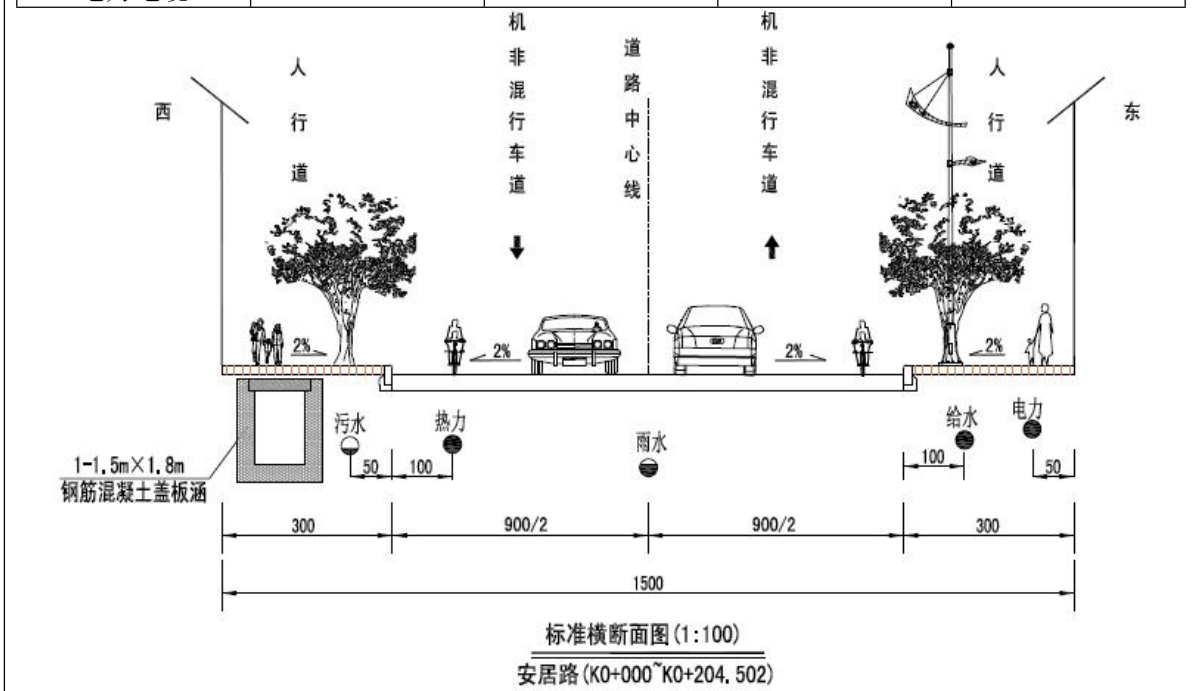 西
人行道
机非混行车道
道路中心线
机非混行车道
人行道
东
2%
2%
2%
2%
污水
热力
雨水
给水
电力
50
100
100
50
1-1.5m×1.8m
钢筋混凝土盖板涵
300
900/2
900/2
300
1500
标准横断面图(1:100)
安居路(K0+000~K0+204.502)